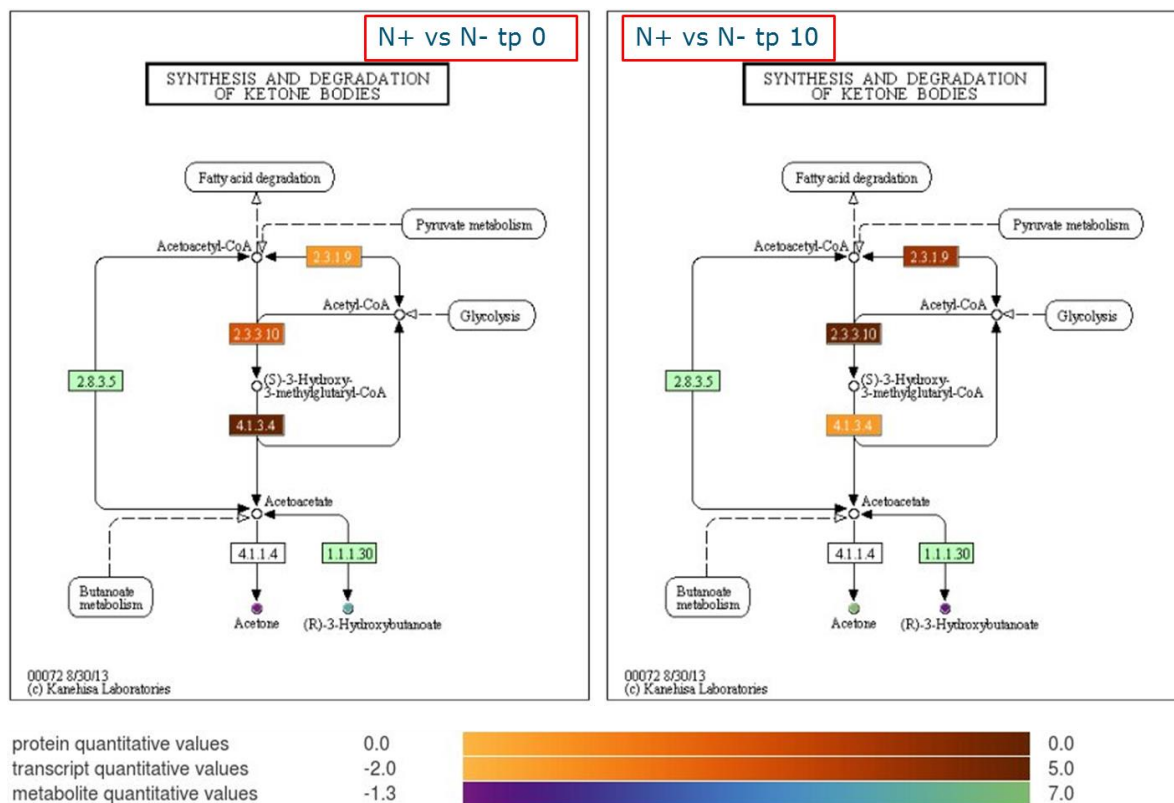 N+ vs N- tp 0
SYNTHESIS AND DEGRADATION
OF KETONE BODIES
Fatty acid degradation
Pyruvate metabolism
Acetoacetyl-CoA
2.3.1.9
Acetyl-CoA
Glycolysis
2.3.3.10
(S)-3-Hydroxy-
3-methylglutaryl-CoA
2.8.3.5
4.1.3.4
Acetoacetate
4.1.1.4
1.1.1.30
Butanoate
metabolism
Acetone
(R)-3-Hydroxybutanoate
00072 8/30/13
(c) Kanehisa Laboratories
N+ vs N- tp 10
SYNTHESIS AND DEGRADATION
OF KETONE BODIES
Fatty acid degradation
Pyruvate metabolism
Acetoacetyl-CoA
2.3.1.9
Acetyl-CoA
Glycolysis
2.3.3.10
(S)-3-Hydroxy-
3-methylglutaryl-CoA
2.8.3.5
4.1.3.4
Acetoacetate
4.1.1.4
1.1.1.30
Butanoate
metabolism
Acetone
(R)-3-Hydroxybutanoate
00072 8/30/13
(c) Kanehisa Laboratories
protein quantitative values 0.0 0.0
transcript quantitative values -2.0 5.0
metabolite quantitative values -1.3 7.0